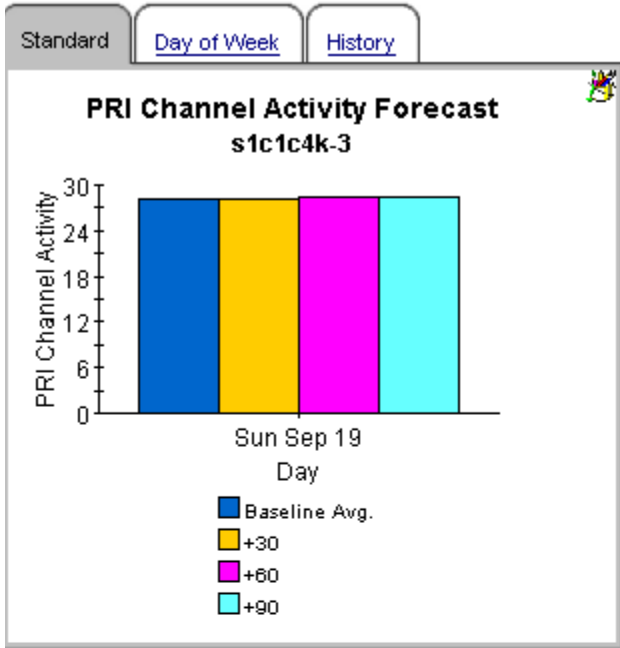 Standard Day of Week History
PRI Channel Activity Forecast
s1c1c4k-3
PRI Channel Activity
30
24
18
12
6
0
Sun Sep 19
Day
Baseline Avg.
+30
+60
+90